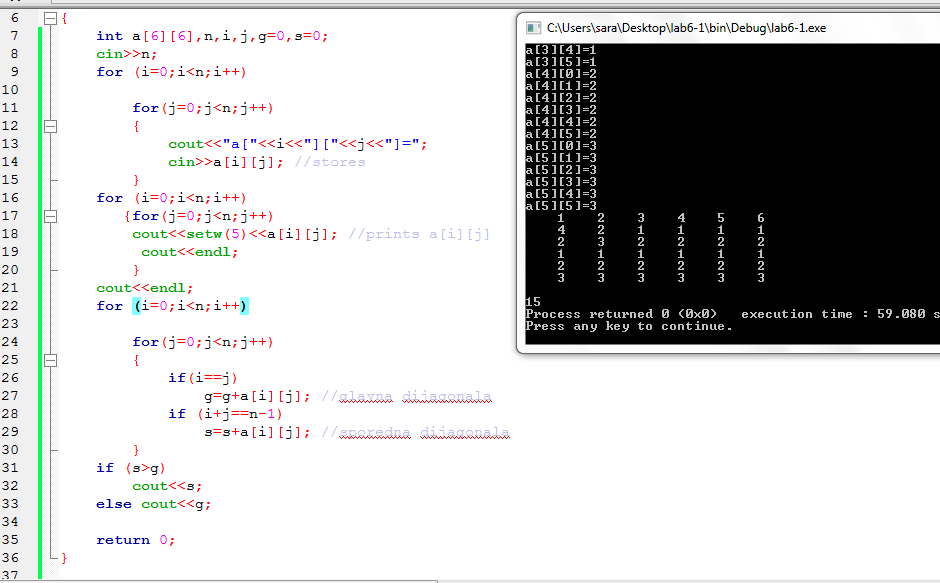 6 {
7 int a[6][6],n,i,j,g=0,s=0;
8 cin>>n;
9 for (i=0;i<n;i++)
10
11 for(j=0;j<n;j++)
12 {
13 cout<<"a["<<i<<"]["<<j<<"]=";
14 cin>>a[i][j]; //stores
15 }
16 for (i=0;i<n;i++)
17 {for(j=0;j<n;j++)
18 cout<<setw(5)<<a[i][j]; //prints a[i][j]
19 cout<<endl;
20 }
21 cout<<endl;
22 for (i=0;i<n;i++)
23
24 for(j=0;j<n;j++)
25 {
26 if(i==j)
27 g=g+a[i][j]; //glavna dijagonala
28 if (i+j==n-1)
29 s=s+a[i][j]; //sporedna dijagonala
30 }
31 if (s>g)
32 cout<<s;
33 else cout<<g;
34
35 return 0;
36 }
37
C:\Users\sara\Desktop\lab6-1\bin\Debug\lab6-1.exe
a[3][4]=1
a[3][5]=1
a[4][0]=2
a[4][1]=2
a[4][2]=2
a[4][3]=2
a[4][4]=2
a[4][5]=2
a[5][0]=3
a[5][1]=3
a[5][2]=3
a[5][3]=3
a[5][4]=3
a[5][5]=3
1 2 3 4 5 6
4 2 1 1 1 1
2 3 2 2 2 2
1 1 1 1 1 1
2 2 2 2 2 2
3 3 3 3 3 3
15
Process returned 0 (0x0) execution time : 59.080 s
Press any key to continue.